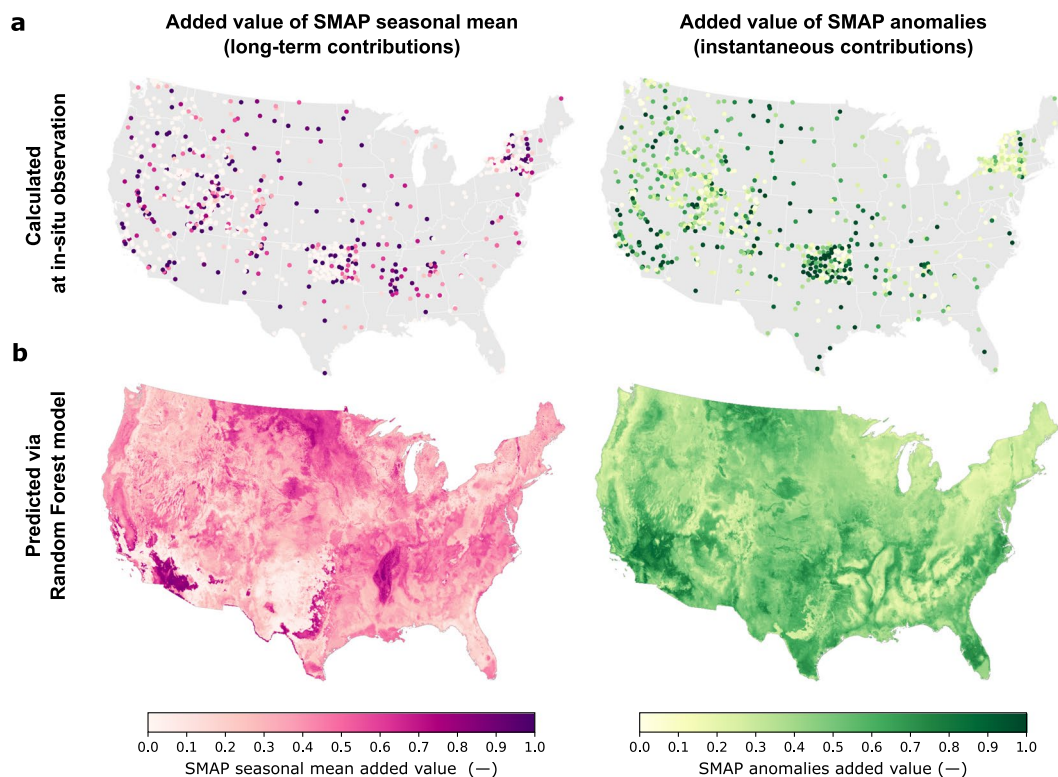 a
Added value of SMAP seasonal mean
(long-term contributions)
Added value of SMAP anomalies
(instantaneous contributions)
Calculated
at in-situ observation
b
Predicted via
Random Forest model
0.0 0.1 0.2 0.3 0.4 0.5 0.6 0.7 0.8 0.9 1.0
SMAP seasonal mean added value (—)
0.0 0.1 0.2 0.3 0.4 0.5 0.6 0.7 0.8 0.9 1.0
SMAP anomalies added value (—)